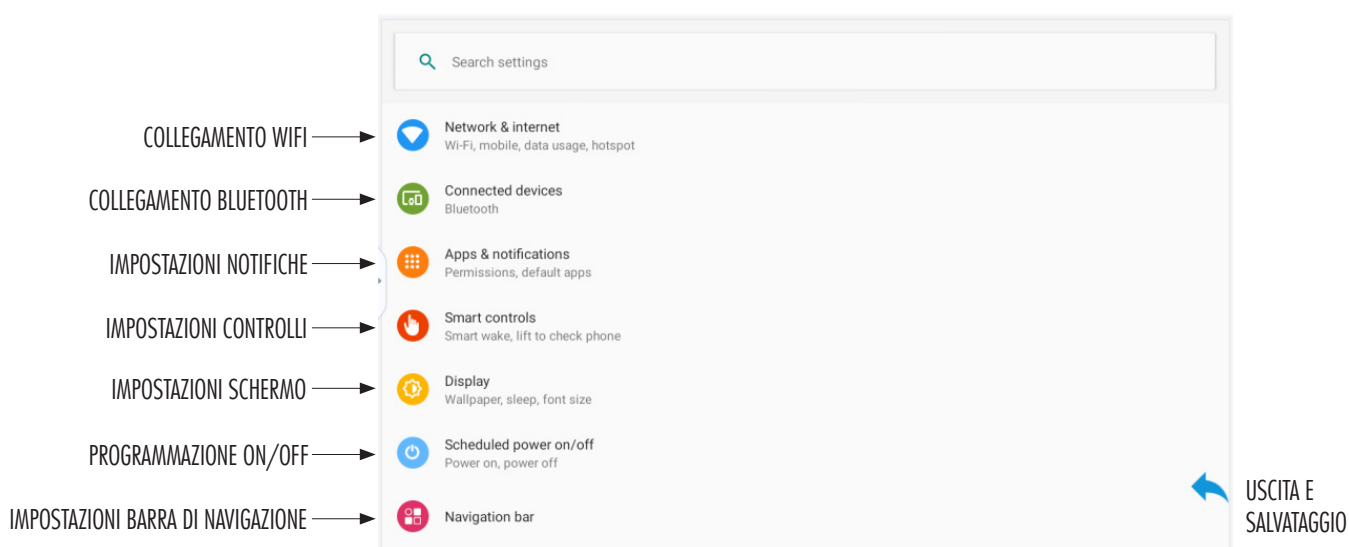 Search settings
COLLEGAMENTO WIFI
Network & internet
Wi-Fi, mobile, data usage, hotspot
COLLEGAMENTO BLUETOOTH
Connected devices
Bluetooth
IMPOSTAZIONI NOTIFICHE
Apps & notifications
Permissions, default apps
IMPOSTAZIONI CONTROLLI
Smart controls
Smart wake, lift to check phone
IMPOSTAZIONI SCHERMO
Display
Wallpaper, sleep, font size
PROGRAMMAZIONE ON/OFF
Scheduled power on/off
Power on, power off
IMPOSTAZIONI BARRA DI NAVIGAZIONE
Navigation bar
USCITA E
SALVATAGGIO